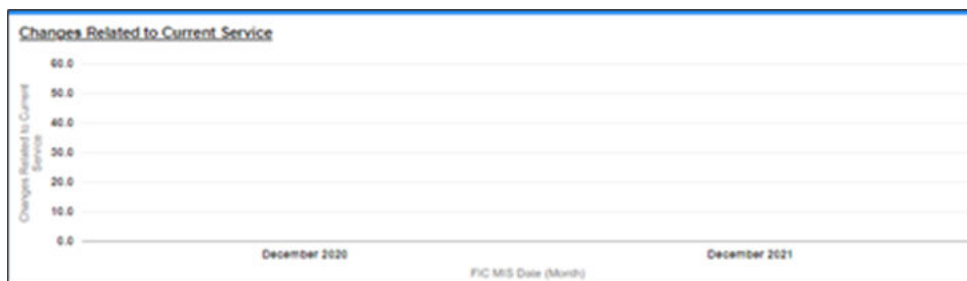 Changes Related to Current Service
60.0
50.0
40.0
30.0
20.0
10.0
0.0
Changes Related to Current
Service
December 2020
December 2021
FIC MIS Date (Month)